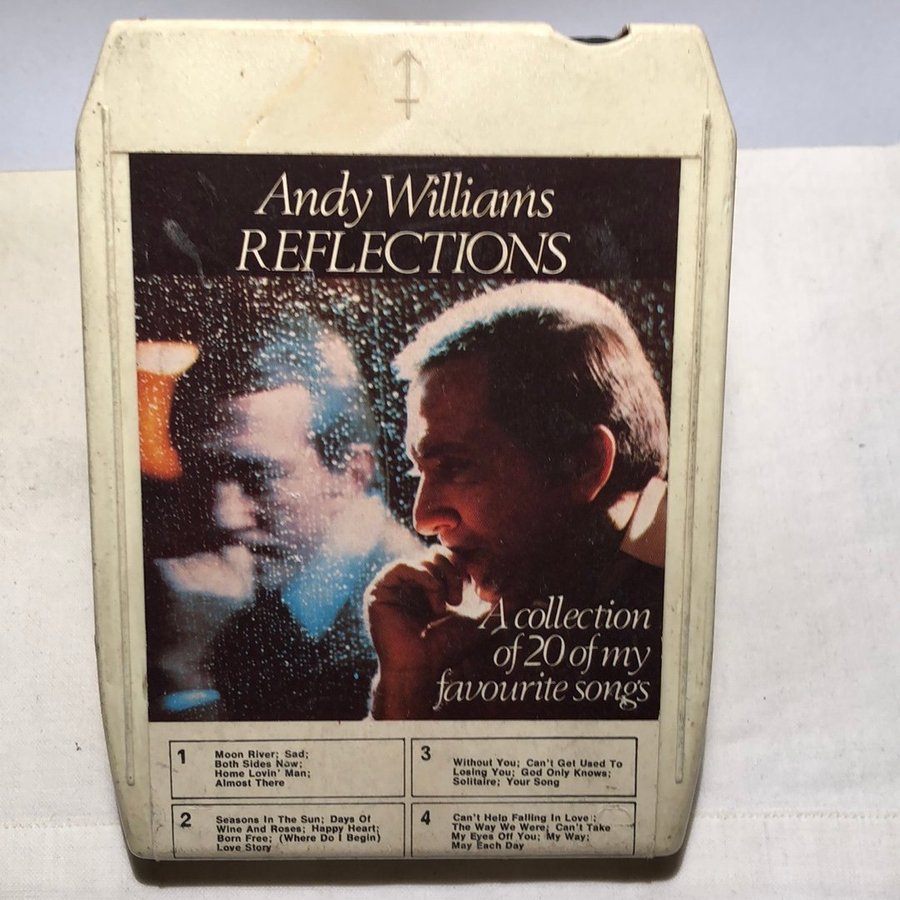 Andy Williams
REFLECTIONS
A collection
of 20 of my
favourite songs
1
Moon River; Sad;
Both Sides Now;
Home Lovin' Man;
Almost There
2
Seasons In The Sun; Days Of
Wine And Roses; Happy Heart;
Born Free; (Where Do I Begin)
Love Story
3
Without You; Can't Get Used To
Losing You; God Only Knows;
Solitaire; Your Song
4
Can't Help Falling In Love;
The Way We Were; Can't Take
My Eyes Off You; My Way;
May Each Day